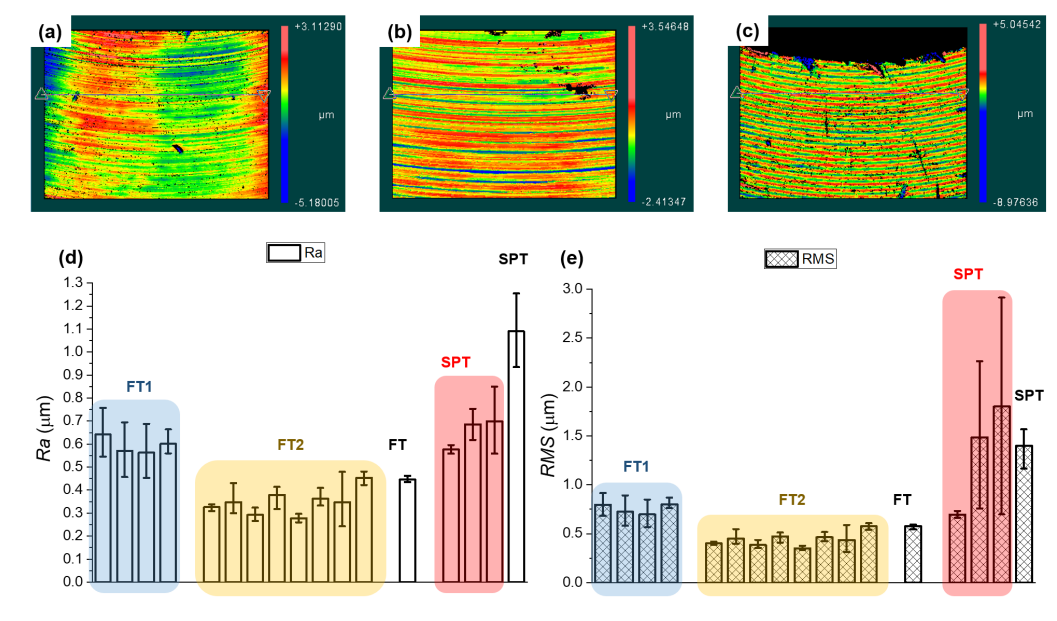 (a)
+3.11290
µm
-5.18005
(b)
+3.54648
µm
-2.41347
(c)
+5.04542
µm
-8.97636
(d)
Ra
SPT
1.3
1.2
1.1
1.0
0.9
0.8
0.7
0.6
0.5
0.4
0.3
0.2
0.1
0.0
Ra (µm)
FT1
FT2
FT
SPT
(e)
RMS
SPT
3.0
2.5
2.0
1.5
1.0
0.5
0.0
RMS (µm)
FT1
FT2
FT
SPT